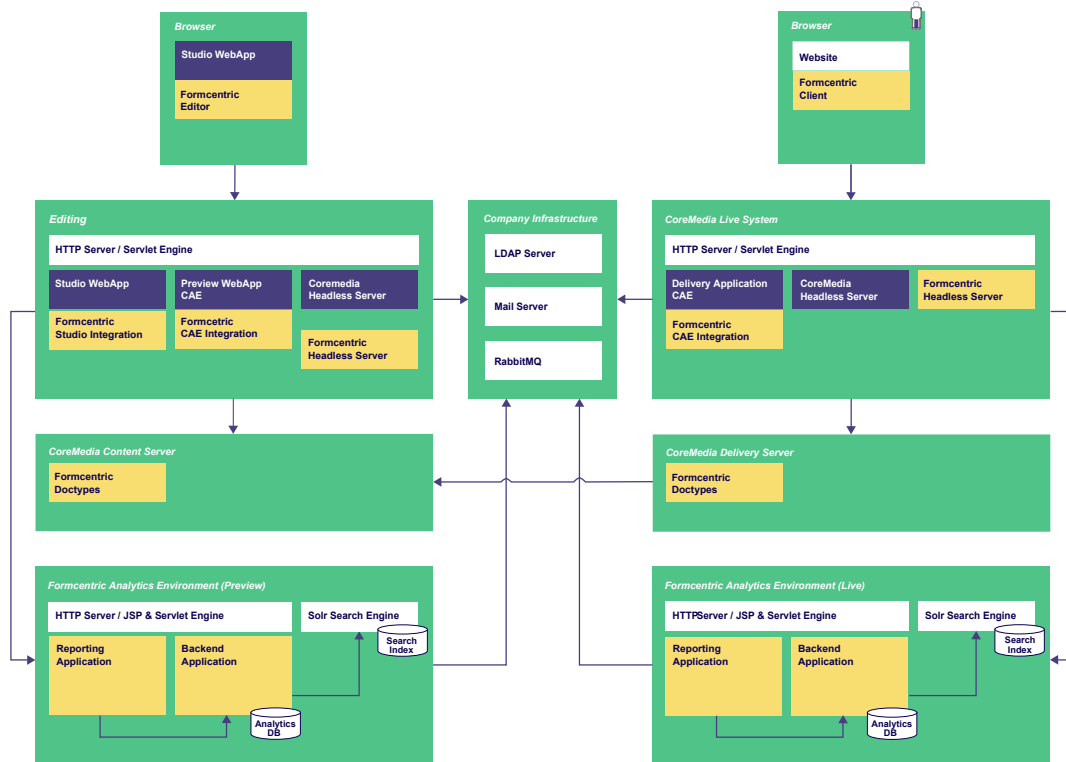 Browser
Studio WebApp
Formcentric
Editor
Browser
Website
Formcentric
Client
Editing
HTTP Server / Servlet Engine
Studio WebApp
Formcentric
Studio Integration
Preview WebApp
CAE
Formcetric
CAE Integration
Coremedia
Headless Server
Formcentric
Headless Server
Company Infrastructure
LDAP Server
Mail Server
RabbitMQ
CoreMedia Live System
HTTP Server / Servlet Engine
Delivery Application
CAE
Formcentric
CAE Integration
CoreMedia
Headless Server
Formcentric
Headless Server
CoreMedia Content Server
Formcentric
Doctypes
CoreMedia Delivery Server
Formcentric
Doctypes
Formcentric Analytics Environment (Preview)
HTTP Server / JSP & Servlet Engine
Solr Search Engine
Search
Index
Reporting
Application
Backend
Application
Analytics
DB
Formcentric Analytics Environment (Live)
HTTPServer / JSP & Servlet Engine
Solr Search Engine
Search
Index
Reporting
Application
Backend
Application
Analytics
DB